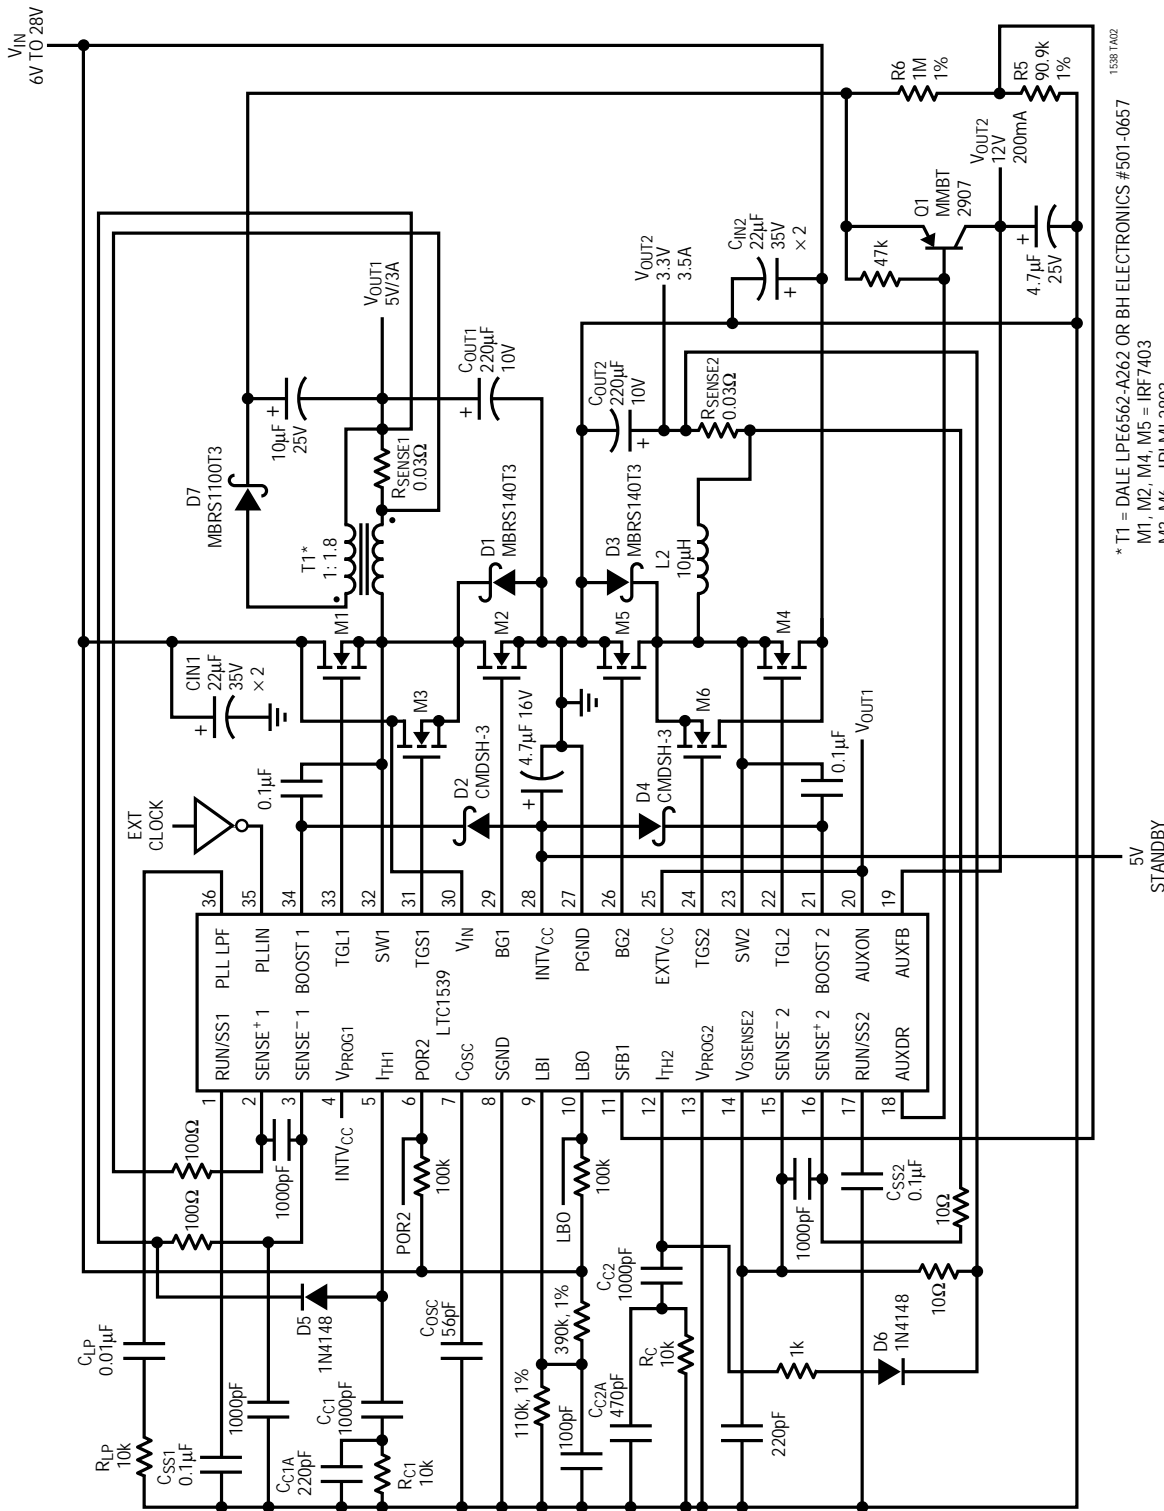 VIN
6V TO 28V
EXT
CLOCK
CIN1
22µF
35V
× 2
0.1µF
M1
T1*
1: 1.8
D7
MBRS1100T3
10µF
25V
RSENSE1
0.03Ω
VOUT1
5V/3A
COUT1
220µF
10V
D1
MBRS140T3
M2
M3
D2
CMDSH-3
4.7µF 16V
D4
CMDSH-3
M5
M6
M4
D3
MBRS140T3
L2
10µH
COUT2
220µF
10V
RSENSE2
0.03Ω
VOUT2
3.3V
3.5A
CIN2
22µF
35V
× 2
R6
1M
1%
R5
90.9k
1%
47k
Q1
MMBT
2907
VOUT2
12V
200mA
4.7µF
25V
0.1µF
VOUT1
5V
STANDBY
LTC1539
1 RUN/SS1
2 SENSE+ 1
3 SENSE– 1
4 VPROG1
5 ITH1
6 POR2
7 COSC
8 SGND
9 LBI
10 LBO
11 SFB1
12 ITH2
13 VPROG2
14 VOSENSE2
15 SENSE– 2
16 SENSE+ 2
17 RUN/SS2
18 AUXDR
36 PLL LPF
35 PLLIN
34 BOOST 1
33 TGL1
32 SW1
31 TGS1
30 VIN
29 BG1
28 INTVCC
27 PGND
26 BG2
25 EXTVCC
24 TGS2
23 SW2
22 TGL2
21 BOOST 2
20 AUXON
19 AUXFB
100Ω
100Ω
1000pF
INTVCC
POR2
100k
LBO
100k
1000pF
CSS2
0.1µF
10Ω
10Ω
CLP
0.01µF
RLP
10k
CSS1
0.1µF
1000pF
D5
1N4148
CC1
1000pF
CC1A
220pF
RC1
10k
COSC
56pF
390k, 1%
110k, 1%
100pF
CC2
1000pF
CC2A
470pF
RC
10k
1k
D6
1N4148
220pF
* T1 = DALE LPE6562-A262 OR BH ELECTRONICS #501-0657
M1, M2, M4, M5 = IRF7403
1538 TA02